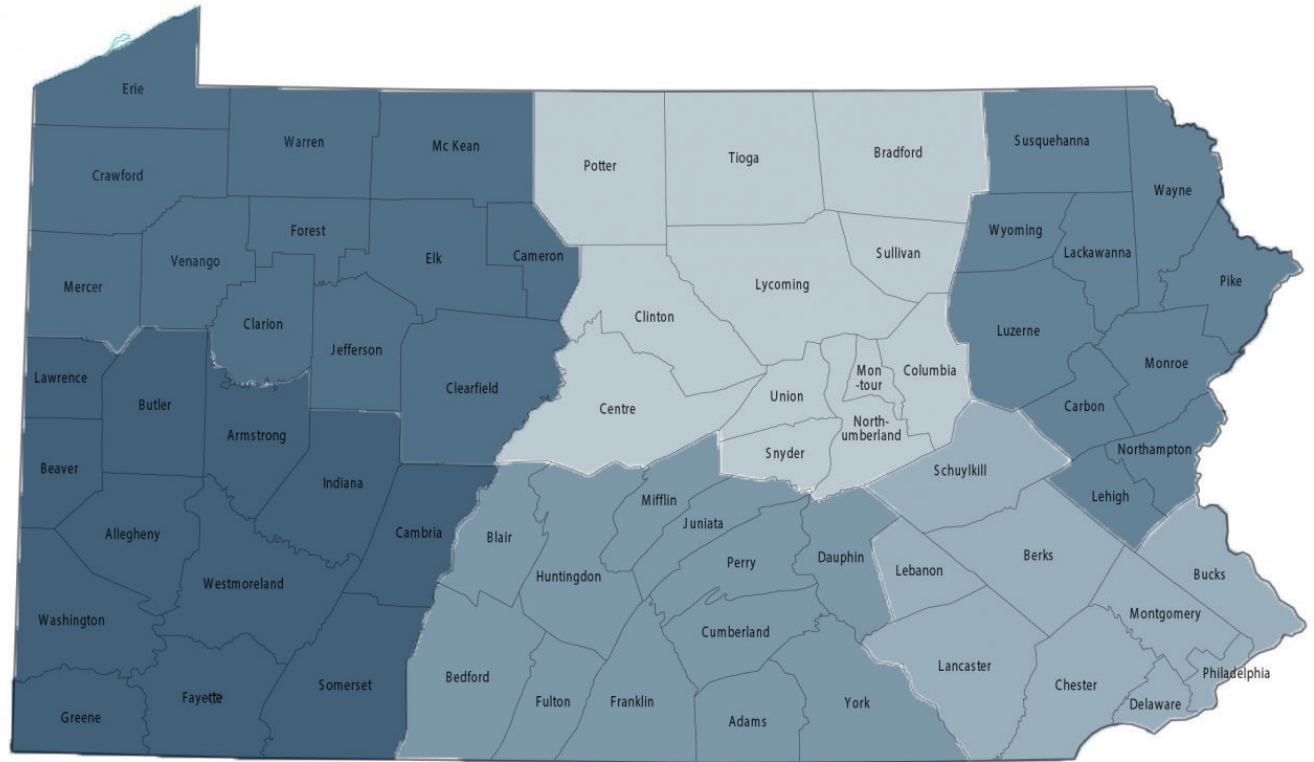 Erie
Warren
Mc Kean
Crawford
Potter
Tioga
Bradford
Susquehanna
Wayne
Forest
Venango
Elk
Cameron
Mercer
Clarion
Jefferson
Clearfield
Clinton
Lycoming
Sullivan
Wyoming
Lackawanna
Pike
Luzerne
Monroe
Carbon
Lawrence
Butler
Armstrong
Centre
Union
Mon
-tour
Columbia
North-
umberland
Snyder
Schuylkill
Northampton
Lehigh
Beaver
Indiana
Allegheny
Cambria
Blair
Mifflin
Juniata
Huntingdon
Perry
Dauphin
Lebanon
Berks
Bucks
Westmoreland
Washington
Cumberland
Montgomery
Lancaster
Philadelphia
Greene
Fayette
Somerset
Bedford
Fulton
Franklin
Adams
York
Chester
Delaware